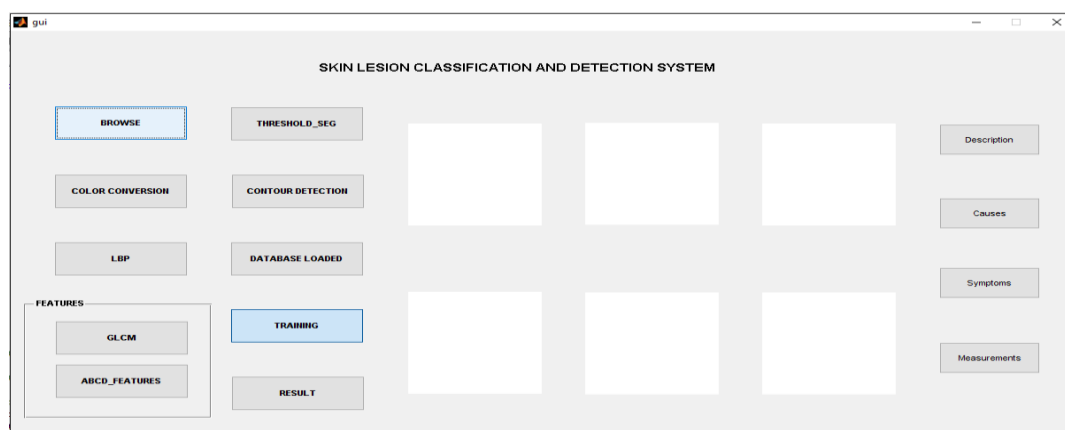 gui
SKIN LESION CLASSIFICATION AND DETECTION SYSTEM
BROWSE
THRESHOLD_SEG
COLOR CONVERSION
CONTOUR DETECTION
LBP
DATABASE LOADED
FEATURES
GLCM
ABCD_FEATURES
TRAINING
RESULT
Description
Causes
Symptoms
Measurements